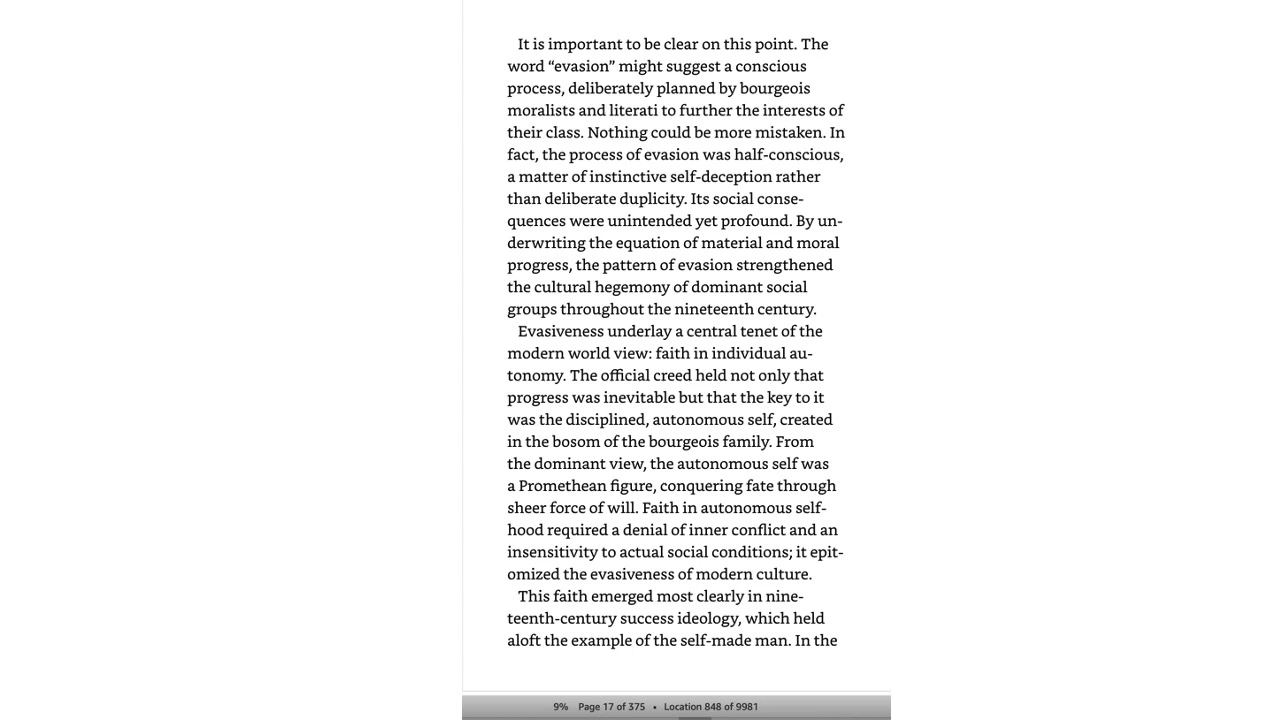 It is important to be clear on this point. The
word “evasion” might suggest a conscious
process, deliberately planned by bourgeois
moralists and literati to further the interests of
their class. Nothing could be more mistaken. In
fact, the process of evasion was half-conscious,
a matter of instinctive self-deception rather
than deliberate duplicity. Its social conse-
quences were unintended yet profound. By un-
derwriting the equation of material and moral
progress, the pattern of evasion strengthened
the cultural hegemony of dominant social
groups throughout the nineteenth century.
Evasiveness underlay a central tenet of the
modern world view: faith in individual au-
tonomy. The official creed held not only that
progress was inevitable but that the key to it
was the disciplined, autonomous self, created
in the bosom of the bourgeois family. From
the dominant view, the autonomous self was
a Promethean figure, conquering fate through
sheer force of will. Faith in autonomous self-
hood required a denial of inner conflict and an
insensitivity to actual social conditions; it epit-
omized the evasiveness of modern culture.
This faith emerged most clearly in nine-
teenth-century success ideology, which held
aloft the example of the self-made man. In the
9% Page 17 of 375 • Location 848 of 9981